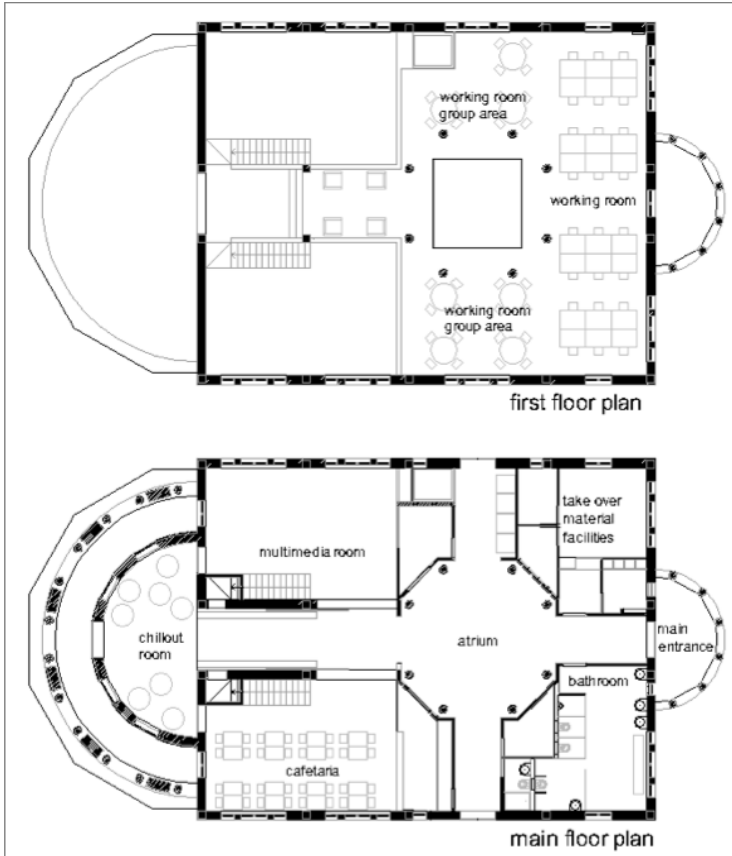 working room
group area
working room
working room
group area
first floor plan
take over
material
facilities
multimedia room
chillout
room
atrium
main
entrance
bathroom
cafetaria
main floor plan